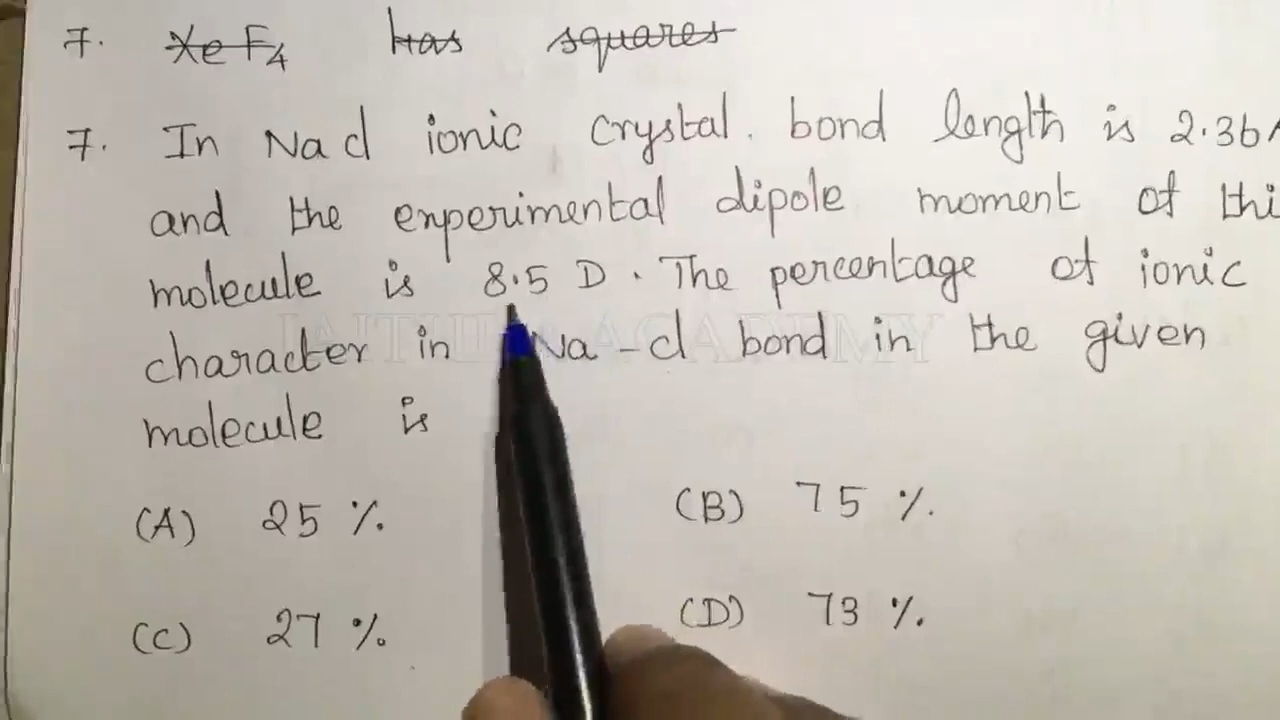 7. XeF4 has squares
7. In Nacl ionic crystal. bond length is 2.36A
and the experimental dipole moment of thi
molecule is 8.5 D. The percentage of ionic
character in Na-cl bond in the given
molecule is
(A) 25 % (B) 75 %.
(C) 27 % (D) 73 %.